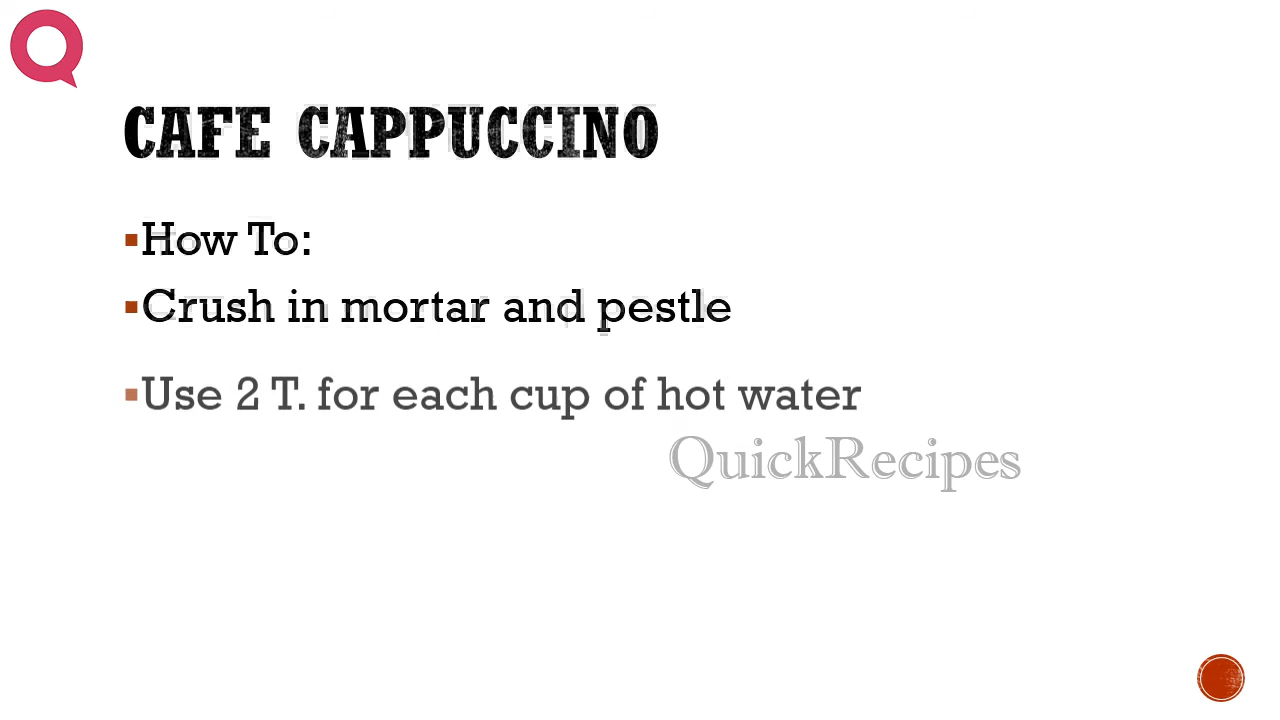 CAFE CAPPUCCINO
How To:
Crush in mortar and pestle
Use 2 T. for each cup of hot water
QuickRecipes